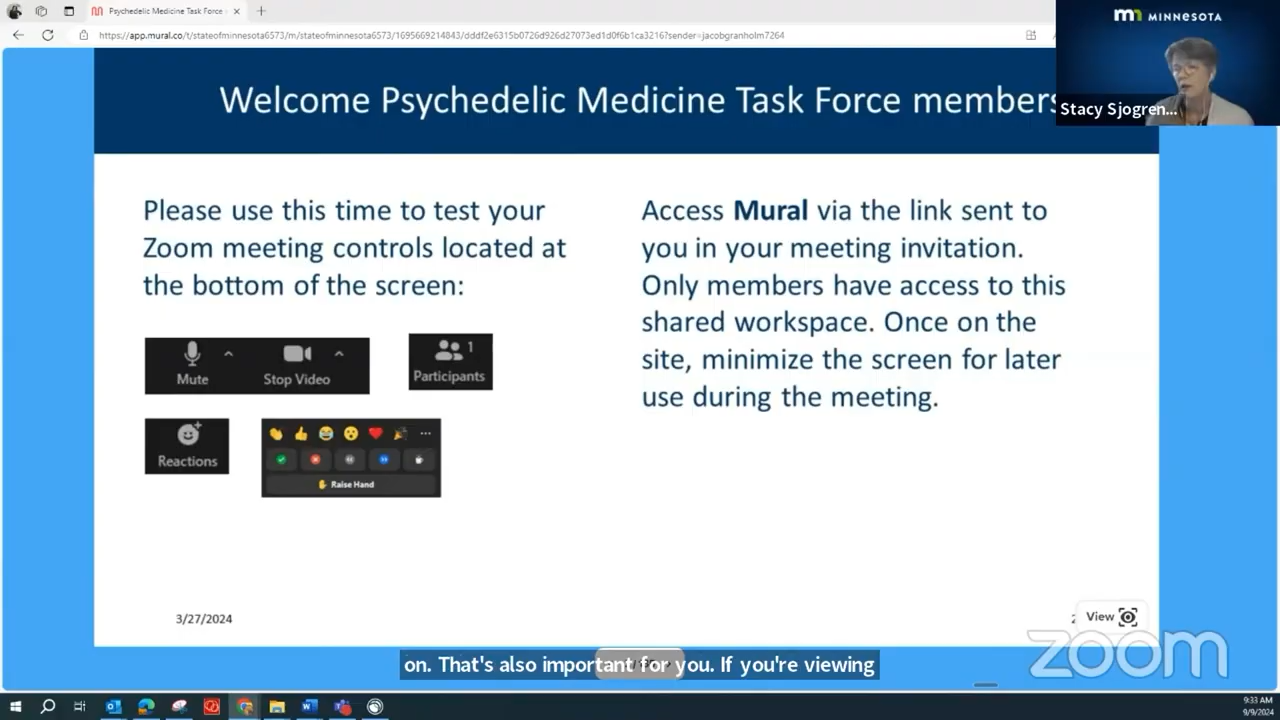 Psychedelic Medicine Task Force
https://app.mural.co/t/stateofminnesota6573/m/stateofminnesota6573/1695669214843/dddf2e6315b0726d926d27073ed1d0f6b1ca3216?sender=jacobgranholm7264
MINNESOTA
Stacy Sjogren...
Welcome Psychedelic Medicine Task Force members
Please use this time to test your
Zoom meeting controls located at
the bottom of the screen:
Mute
Stop Video
1
Participants
Reactions
Raise Hand
Access Mural via the link sent to
you in your meeting invitation.
Only members have access to this
shared workspace. Once on the
site, minimize the screen for later
use during the meeting.
3/27/2024
View
zoom
on. That's also important for you. If you're viewing
9:33 AM
9/9/2024